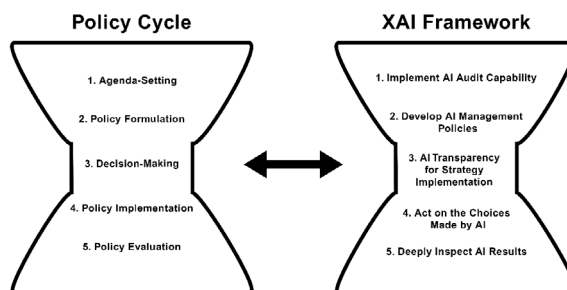 Policy Cycle
1. Agenda-Setting
2. Policy Formulation
3. Decision-Making
4. Policy Implementation
5. Policy Evaluation
XAI Framework
1. Implement AI Audit Capability
2. Develop AI Management
Policies
3. AI Transparency
for Strategy
Implementation
4. Act on the Choices
Made by AI
5. Deeply Inspect AI Results